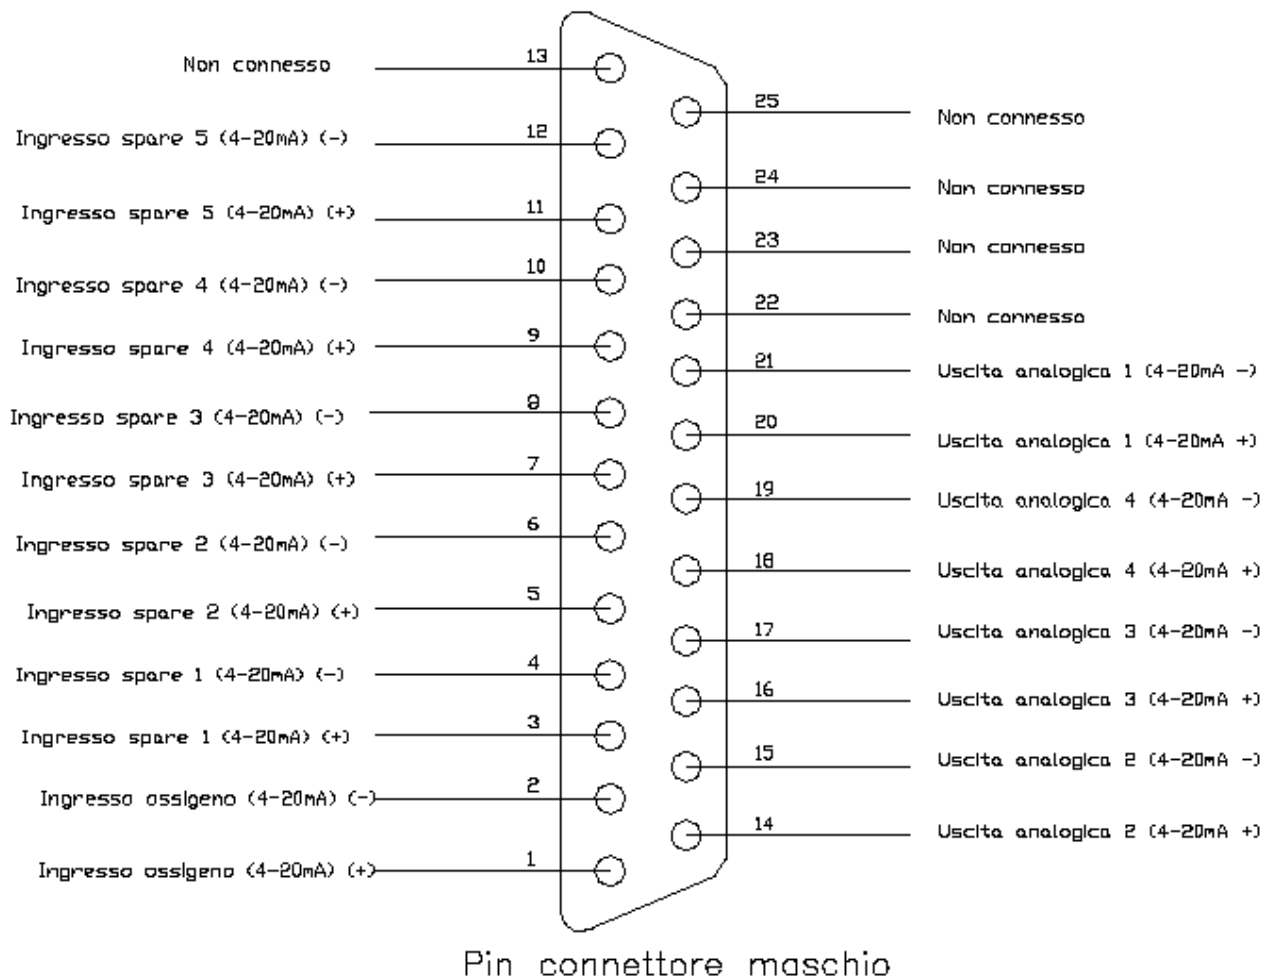 Non connesso 13
Ingresso spare 5 (4-20mA) (-) 12
Ingresso spare 5 (4-20mA) (+) 11
Ingresso spare 4 (4-20mA) (-) 10
Ingresso spare 4 (4-20mA) (+) 9
Ingresso spare 3 (4-20mA) (-) 8
Ingresso spare 3 (4-20mA) (+) 7
Ingresso spare 2 (4-20mA) (-) 6
Ingresso spare 2 (4-20mA) (+) 5
Ingresso spare 1 (4-20mA) (-) 4
Ingresso spare 1 (4-20mA) (+) 3
Ingresso ossigeno (4-20mA) (-) 2
Ingresso ossigeno (4-20mA) (+) 1
25 Non connesso
24 Non connesso
23 Non connesso
22 Non connesso
21 Uscita analogica 1 (4-20mA -)
20 Uscita analogica 1 (4-20mA +)
19 Uscita analogica 4 (4-20mA -)
18 Uscita analogica 4 (4-20mA +)
17 Uscita analogica 3 (4-20mA -)
16 Uscita analogica 3 (4-20mA +)
15 Uscita analogica 2 (4-20mA -)
14 Uscita analogica 2 (4-20mA +)
Pin connettore maschio